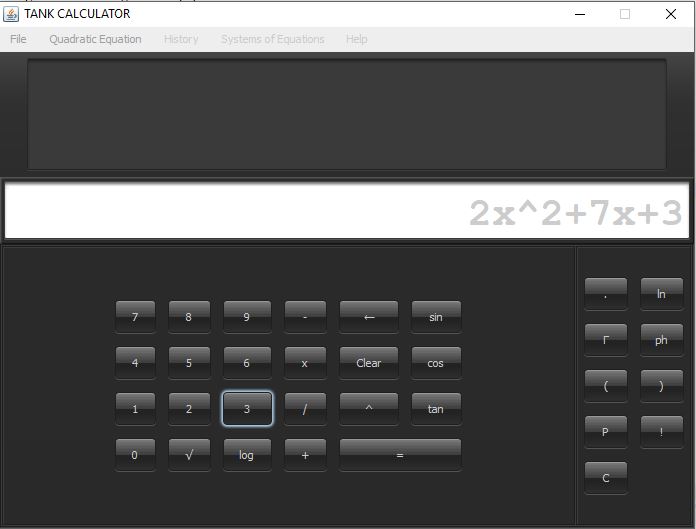 TANK CALCULATOR
File Quadratic Equation History Systems of Equations Help
2x^2+7x+3
7 8 9 - ← sin . ln
4 5 6 x Clear cos Γ ph
1 2 3 / ^ tan ( )
0 √ log + = P !
C